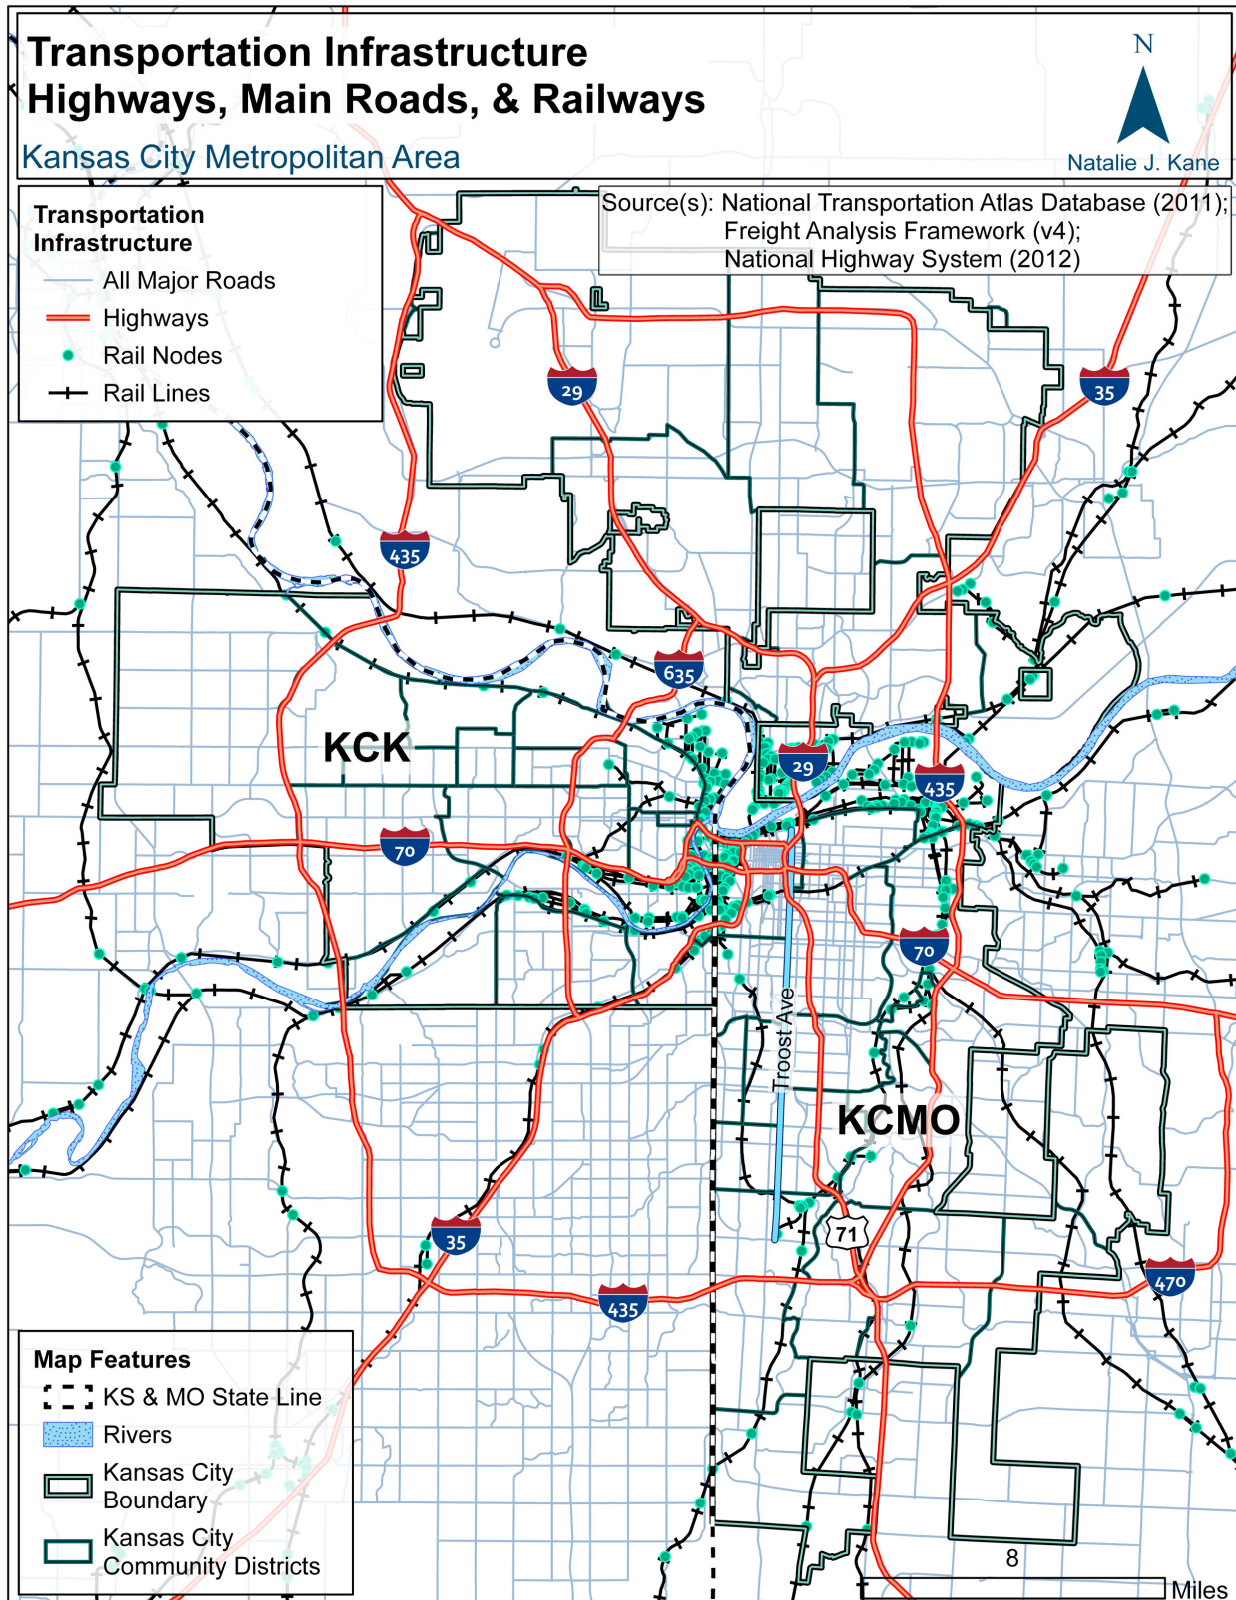 Transportation Infrastructure
Highways, Main Roads, & Railways
Kansas City Metropolitan Area
N
Natalie J. Kane
Source(s): National Transportation Atlas Database (2011);
Freight Analysis Framework (v4);
National Highway System (2012)
Transportation
Infrastructure
All Major Roads
Highways
Rail Nodes
Rail Lines
29
35
435
635
KCK
29
435
70
70
Troost Ave
KCMO
71
35
470
435
Map Features
KS & MO State Line
Rivers
Kansas City
Boundary
Kansas City
Community Districts
8
Miles